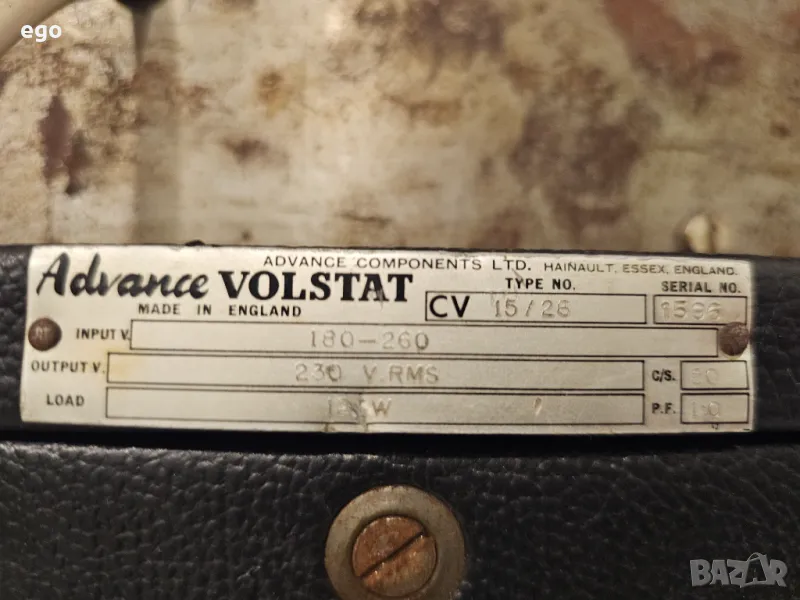 ego
ADVANCE COMPONENTS LTD. HAINAULT, ESSEX, ENGLAND.
Advance VOLSTAT
MADE IN ENGLAND
TYPE NO. SERIAL NO.
CV 15/26
INPUT V. 180-260
OUTPUT V. 230 V.RMS C/S.
LOAD P.F.
BAZAR